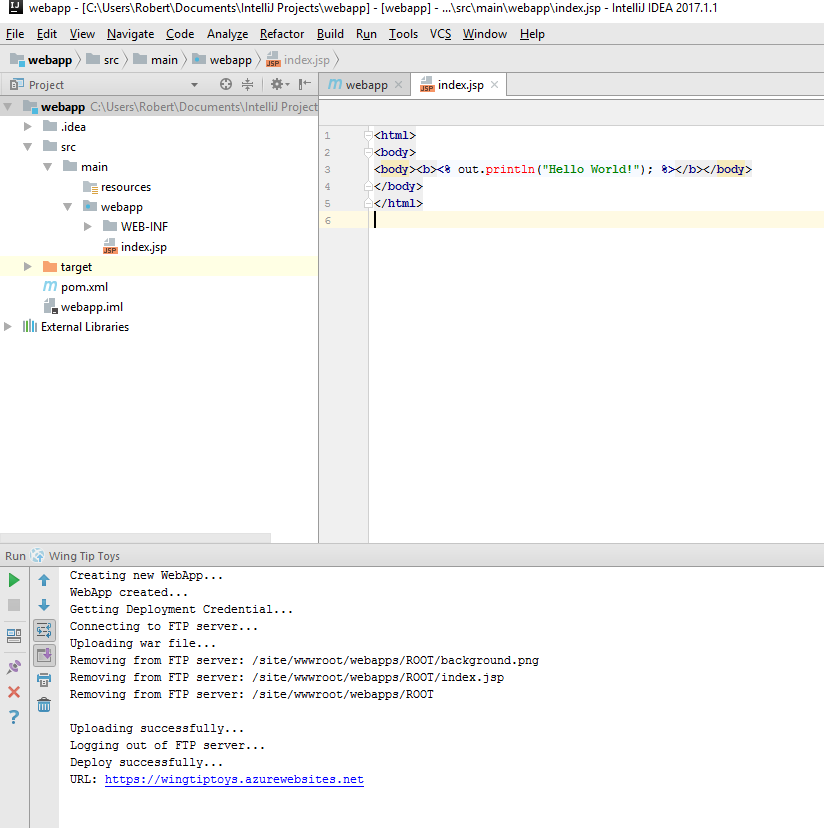 webapp - [C:\Users\Robert\Documents\IntelliJ Projects\webapp] - [webapp] - ...\src\main\webapp\index.jsp - IntelliJ IDEA 2017.1.1
File Edit View Navigate Code Analyze Refactor Build Run Tools VCS Window Help
webapp src main webapp index.jsp
Project
webapp index.jsp
webapp C:\Users\Robert\Documents\IntelliJ Project
.idea
src
main
resources
webapp
WEB-INF
index.jsp
target
pom.xml
webapp.iml
External Libraries
1 <html>
2 <body>
3 <body><b><% out.println("Hello World!"); %></b></body>
4 </body>
5 </html>
6
Run Wing Tip Toys
Creating new WebApp...
WebApp created...
Getting Deployment Credential...
Connecting to FTP server...
Uploading war file...
Removing from FTP server: /site/wwwroot/webapps/ROOT/background.png
Removing from FTP server: /site/wwwroot/webapps/ROOT/index.jsp
Removing from FTP server: /site/wwwroot/webapps/ROOT
Uploading successfully...
Logging out of FTP server...
Deploy successfully...
URL: https://wingtiptoys.azurewebsites.net